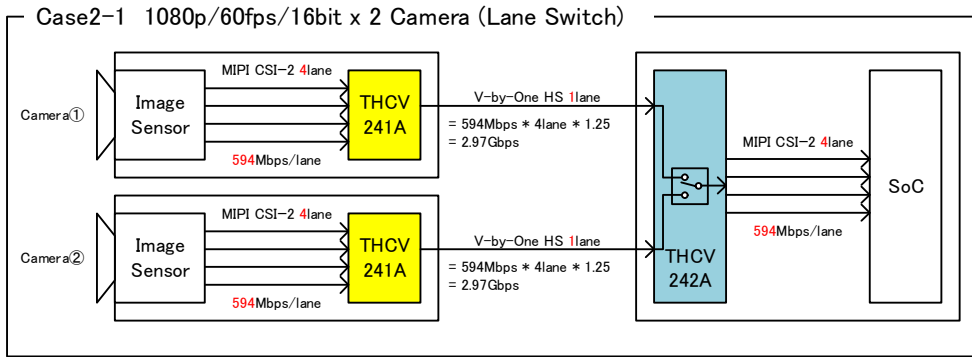 Case2-1 1080p/60fps/16bit x 2 Camera (Lane Switch)
Camera①
Image
Sensor
MIPI CSI-2 4lane
594Mbps/lane
THCV
241A
V-by-One HS 1lane
= 594Mbps * 4lane * 1.25
= 2.97Gbps
Camera②
Image
Sensor
MIPI CSI-2 4lane
594Mbps/lane
THCV
241A
V-by-One HS 1lane
= 594Mbps * 4lane * 1.25
= 2.97Gbps
THCV
242A
MIPI CSI-2 4lane
594Mbps/lane
SoC